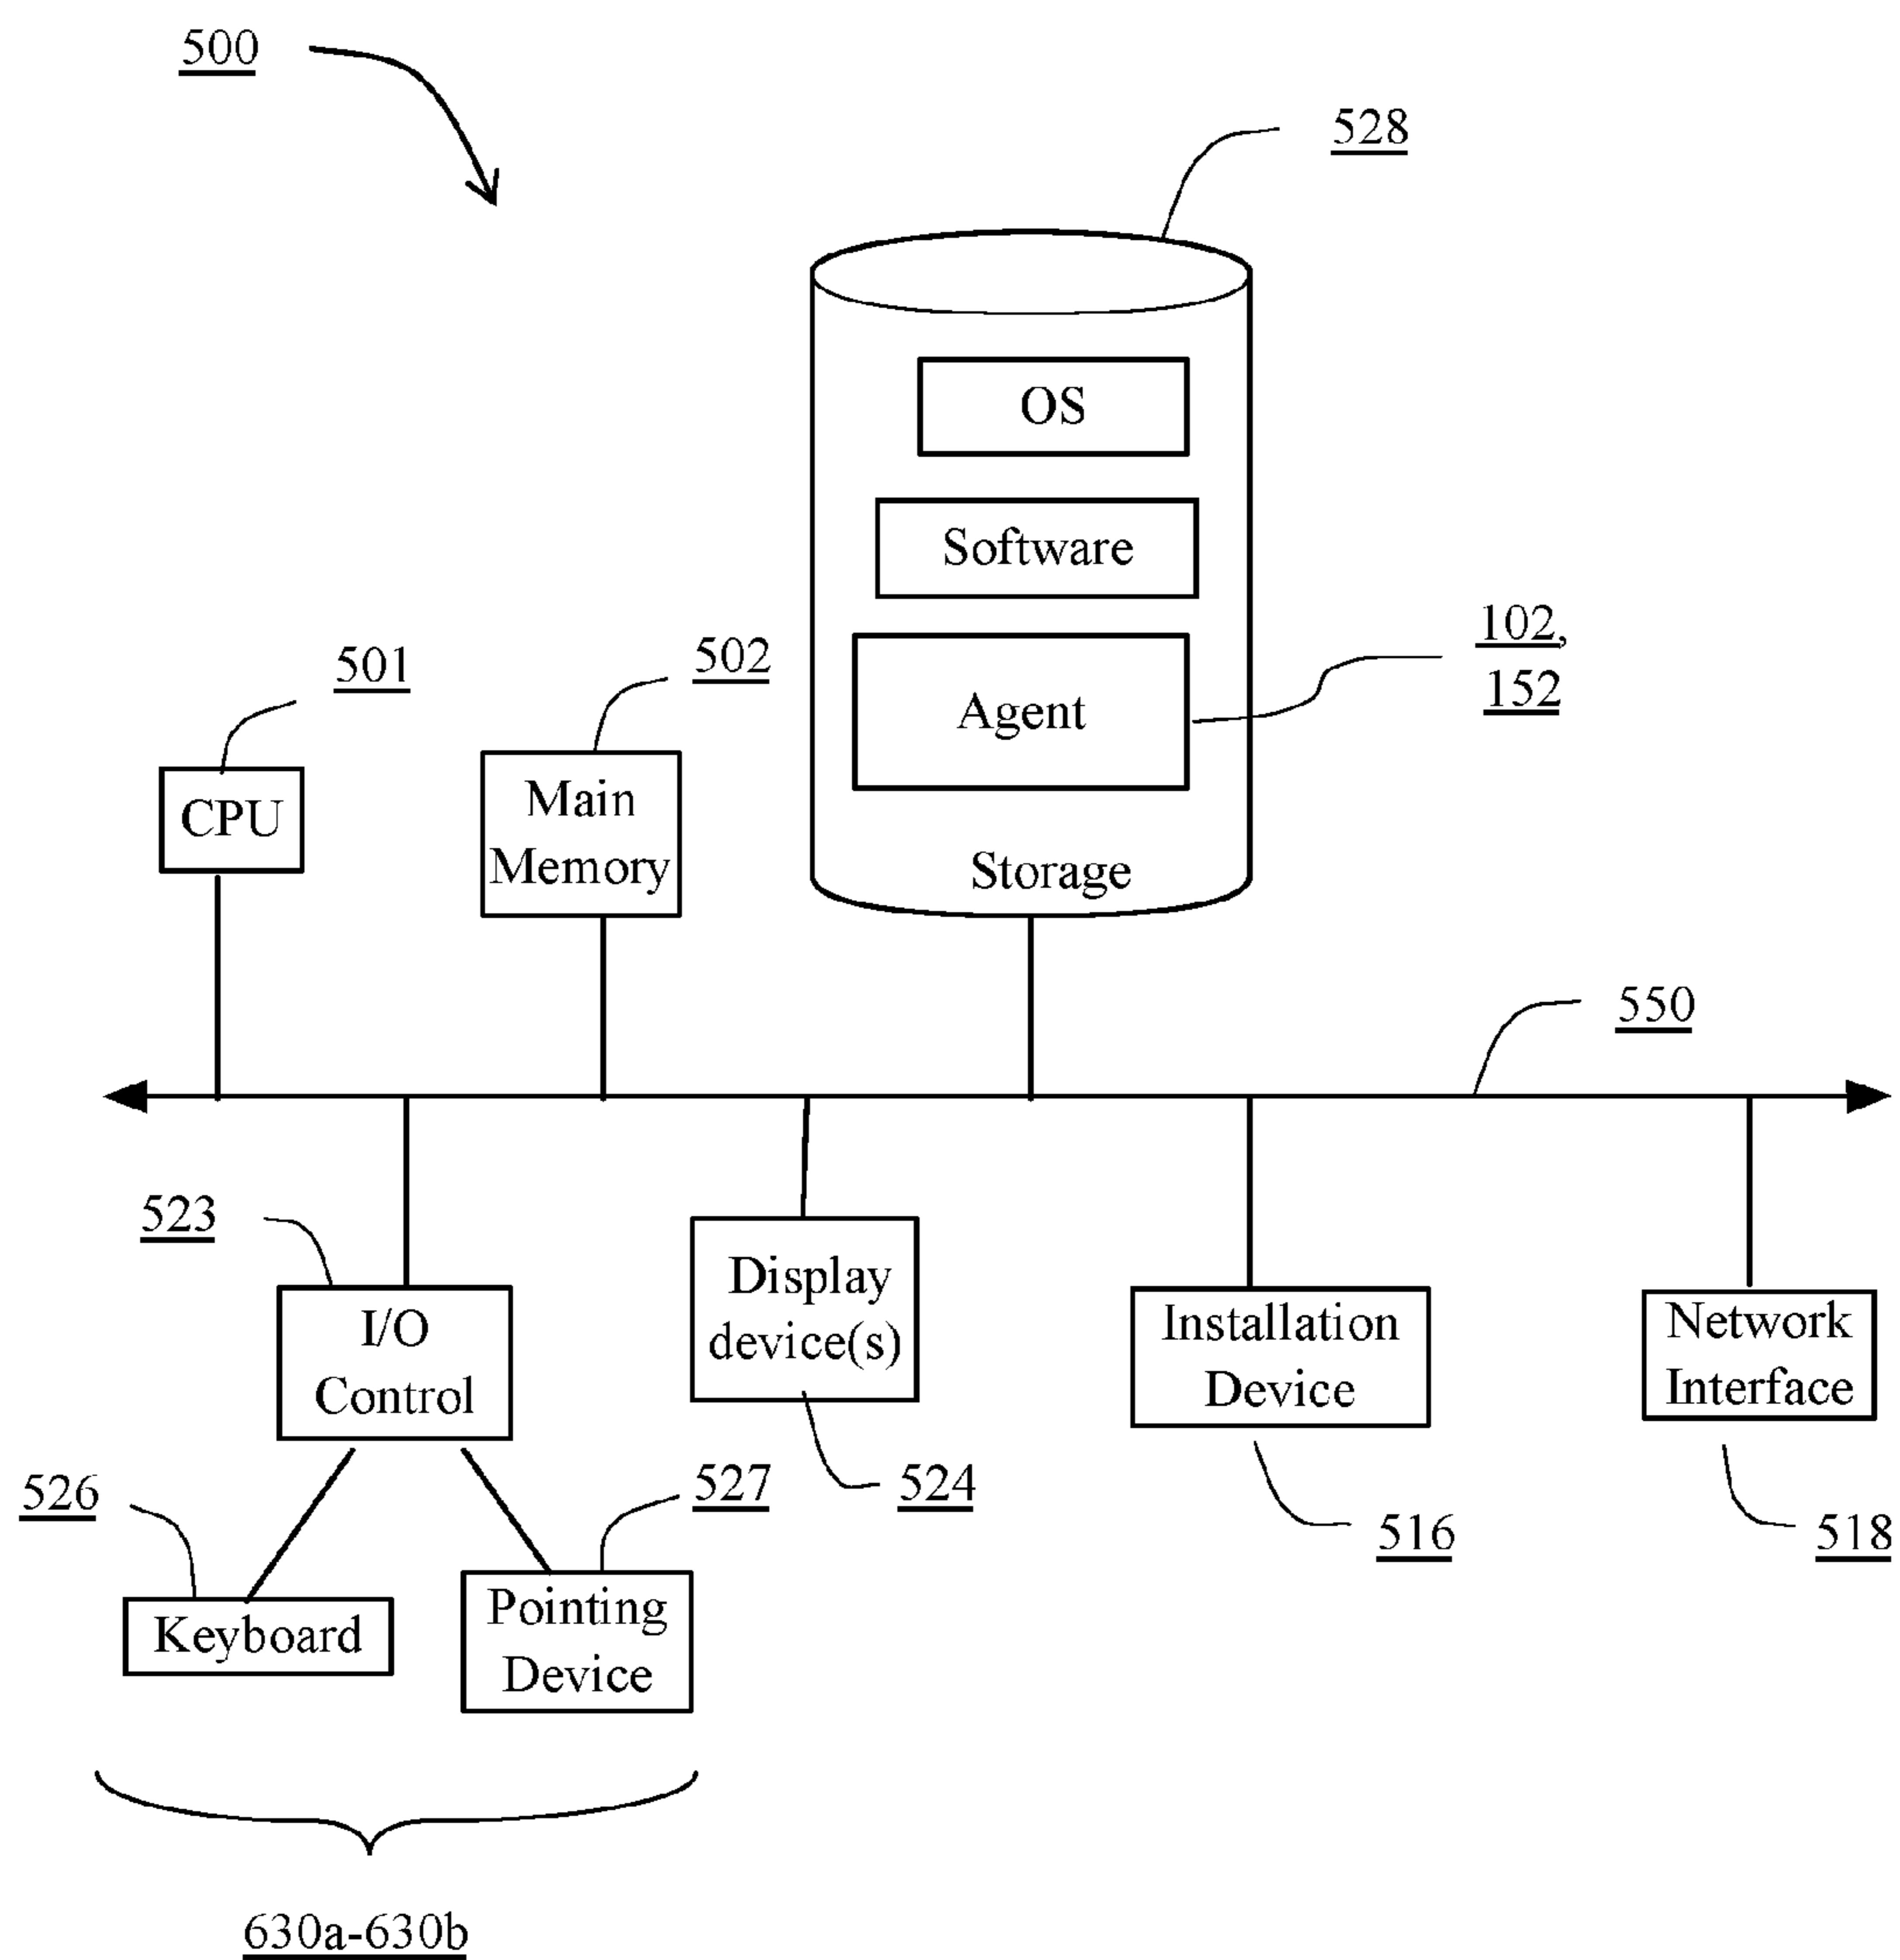 500
528
OS
Software
102,
152
Agent
501
502
CPU
Main
Memory
Storage
550
523
I/O
Control
Display
device(s)
Installation
Device
Network
Interface
526
527
524
516
518
Keyboard
Pointing
Device
630a-630b